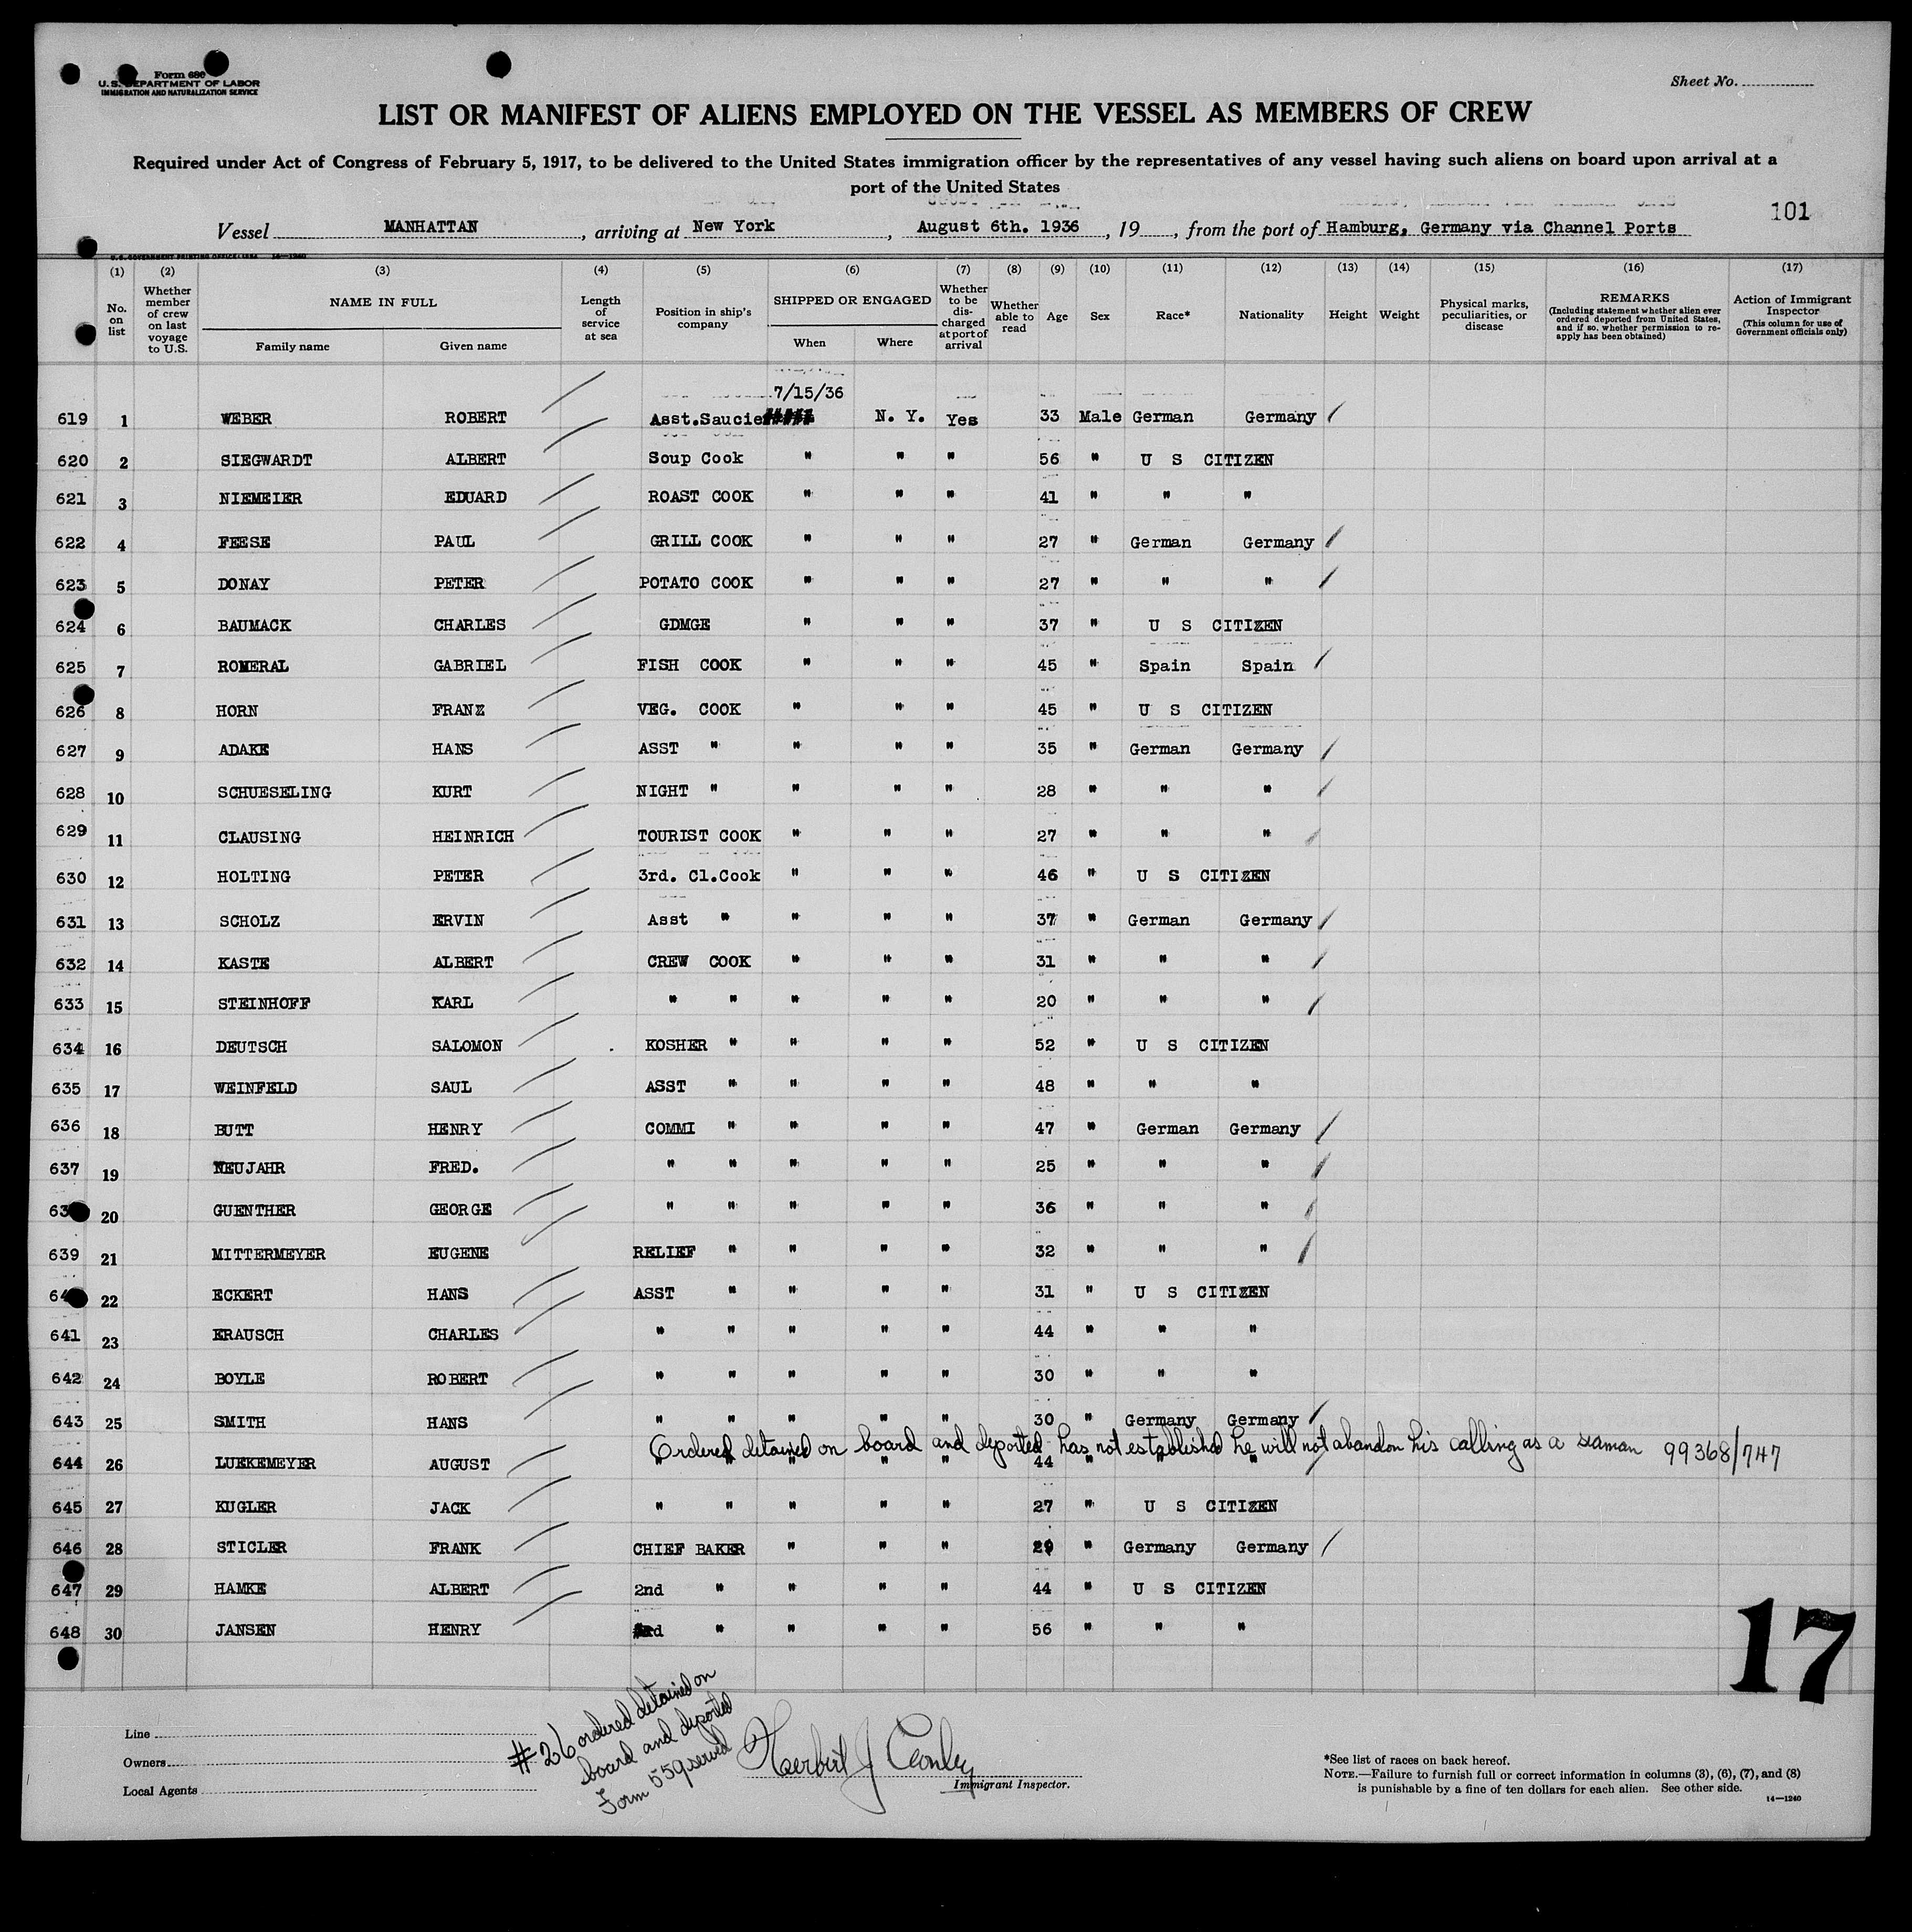 Form 680
U. S. DEPARTMENT OF LABOR
IMMIGRATION AND NATURALIZATION SERVICE
Sheet No.
LIST OR MANIFEST OF ALIENS EMPLOYED ON THE VESSEL AS MEMBERS OF CREW
Required under Act of Congress of February 5, 1917, to be delivered to the United States immigration officer by the representatives of any vessel having such aliens on board upon arrival at a
port of the United States
101
Vessel MANHATTAN, arriving at New York, August 6th. 1936, 19, from the port of Hamburg, Germany via Channel Ports
(1) (2) (3) (4) (5) (6) (7) (8) (9) (10) (11) (12) (13) (14) (15) (16) (17)
No. on list Whether member of crew on last voyage to U.S. NAME IN FULL Family name Given name Length of service at sea Position in ship's company SHIPPED OR ENGAGED When Where Whether to be discharged at port of arrival Whether able to read Age Sex Race* Nationality Height Weight Physical marks, peculiarities, or disease REMARKS (Including statement whether alien ever ordered deported from United States, and if so, whether permission to re-apply has been obtained) Action of Immigrant Inspector (This column for use of Government officials only)
7/15/36
619 1 WEBER ROBERT Asst.Saucie N. Y. Yes 33 Male German Germany
620 2 SIEGWARDT ALBERT Soup Cook " " " 56 " U S CITIZEN
621 3 NIEMEIER EDUARD ROAST COOK " " " 41 " " "
622 4 FEESE PAUL GRILL COOK " " " 27 " German Germany
623 5 DONAY PETER POTATO COOK " " " 27 " " "
624 6 BAUMACK CHARLES GDMGE " " " 37 " U S CITIZEN
625 7 ROMERAL GABRIEL FISH COOK " " " 45 " Spain Spain
626 8 HORN FRANZ VEG. COOK " " " 45 " U S CITIZEN
627 9 ADAKE HANS ASST " " " " 35 " German Germany
628 10 SCHUESELING KURT NIGHT " " " " 28 " " "
629 11 CLAUSING HEINRICH TOURIST COOK " " " 27 " " "
630 12 HOLTING PETER 3rd. Cl.Cook " " " 46 " U S CITIZEN
631 13 SCHOLZ ERVIN Asst " " " " 37 " German Germany
632 14 KASTE ALBERT CREW COOK " " " 31 " " "
633 15 STEINHOFF KARL " " " " " 20 " " "
634 16 DEUTSCH SALOMON KOSHER " " " " 52 " U S CITIZEN
635 17 WEINFELD SAUL ASST " " " " 48 " " "
636 18 BUTT HENRY COMMI " " " " 47 " German Germany
637 19 NEUJAHR FRED. " " " " " 25 " " "
63 20 GUENTHER GEORGE " " " " " 36 " " "
639 21 MITTERMEYER EUGENE RELIEF " " " " 32 " " "
64 22 ECKERT HANS ASST " " " " 31 " U S CITIZEN
641 23 KRAUSCH CHARLES " " " " " 44 " " "
642 24 BOYLE ROBERT " " " " " 30 " " "
643 25 SMITH HANS " " " " " 30 " Germany Germany
Ordered detained on board and deported - has not established he will not abandon his calling as a seaman 99368/747
644 26 LUEKEMEYER AUGUST " " " " " 44 " " "
645 27 KUGLER JACK " " " " " 27 " U S CITIZEN
646 28 STICLER FRANK CHIEF BAKER " " " 29 " Germany Germany
647 29 HAMKE ALBERT 2nd " " " " 44 " U S CITIZEN
648 30 JANSEN HENRY 3rd " " " " 56 " " "
17
#26 ordered detained on
board and deported
Form 559 served
Herbert J Conley
Immigrant Inspector.
Line
Owners
Local Agents
*See list of races on back hereof.
NOTE.—Failure to furnish full or correct information in columns (3), (6), (7), and (8)
is punishable by a fine of ten dollars for each alien. See other side.
14—1240